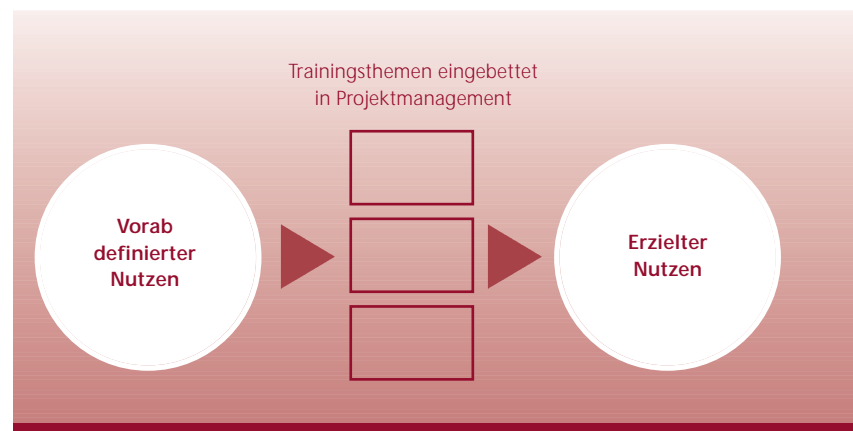 Trainingsthemen eingebettet
in Projektmanagement
Vorab
definierter
Nutzen
Erzielter
Nutzen